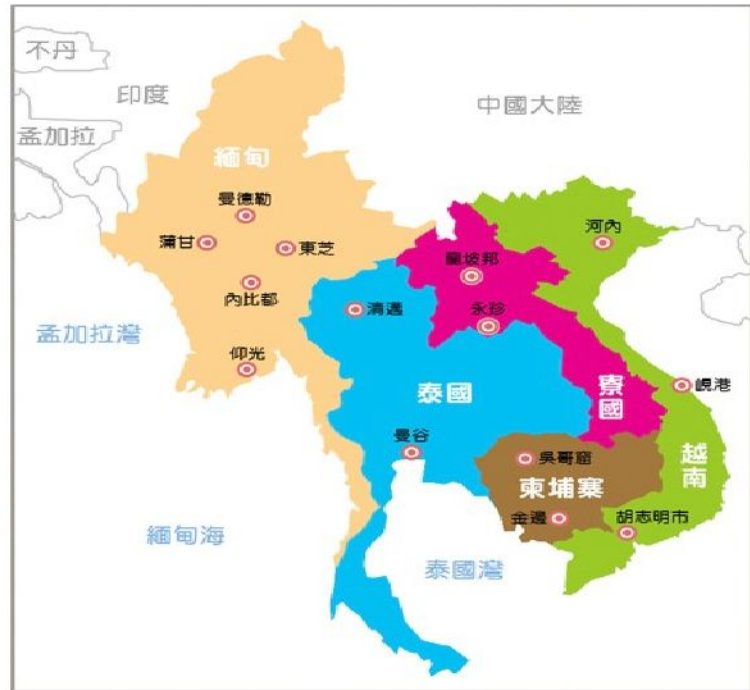 不丹
印度
中國大陸
孟加拉
緬甸
曼德勒
蒲甘
東芝
河內
龍坡邦
內比都
清邁
永珍
孟加拉灣
仰光
泰國
寮國
峴港
曼谷
吳哥窟
越南
柬埔寨
金邊
胡志明市
緬甸海
泰國灣